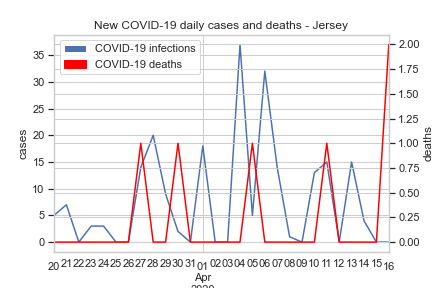 New COVID-19 daily cases and deaths - Jersey
COVID-19 infections
COVID-19 deaths
35
30
25
20
15
10
5
0
cases
2.00
1.75
1.50
1.25
1.00
0.75
0.50
0.25
0.00
deaths
20 21 22 23 24 25 26 27 28 29 30 31 01 02 03 04 05 06 07 08 09 10 11 12 13 14 15 16
Apr
2020